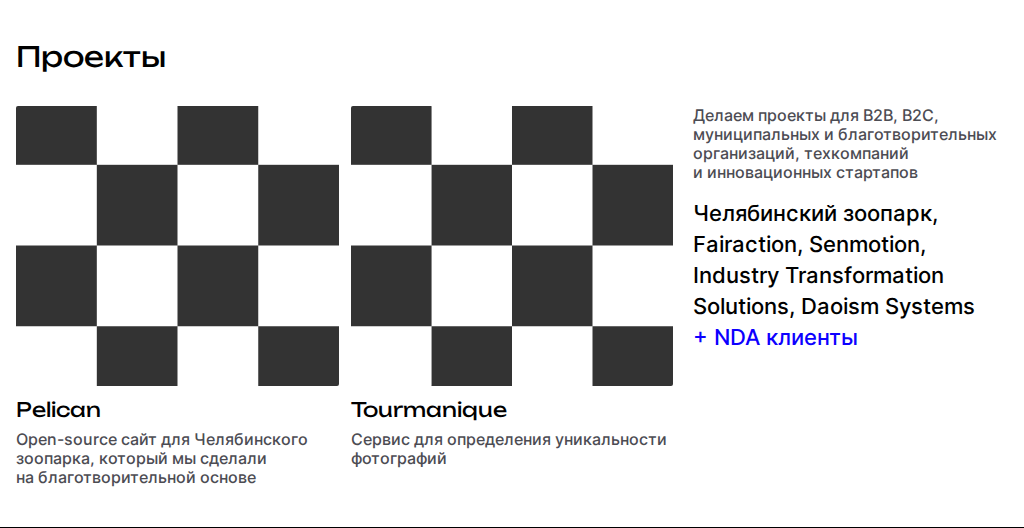 Проекты
Pelican
Open-source сайт для Челябинского
зоопарка, который мы сделали
на благотворительной основе
Tourmanique
Сервис для определения уникальности
фотографий
Делаем проекты для B2B, B2C,
муниципальных и благотворительных
организаций, техкомпаний
и инновационных стартапов
Челябинский зоопарк,
Fairaction, Senmotion,
Industry Transformation
Solutions, Daoism Systems
+ NDA клиенты